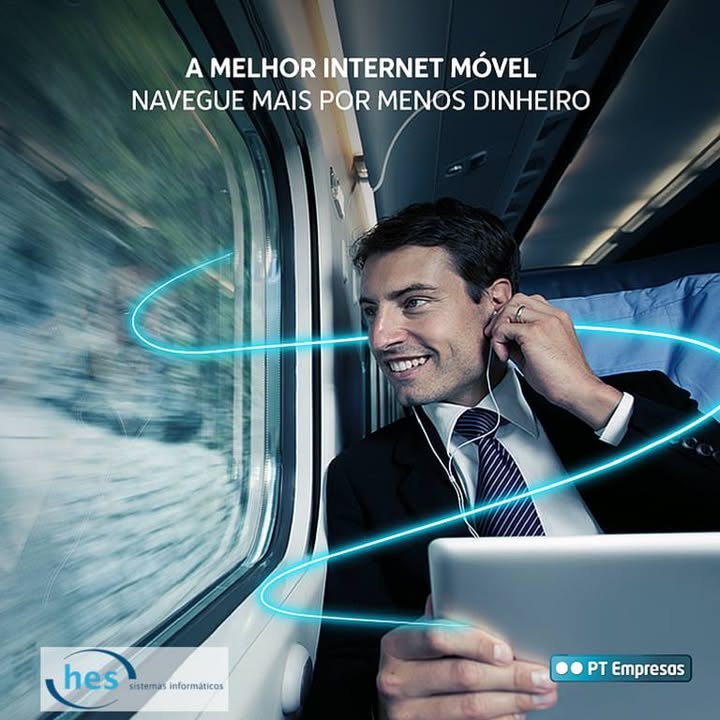 A MELHOR INTERNET MÓVEL
NAVEGUE MAIS POR MENOS DINHEIRO
hes sistemas informáticos
PT Empresas